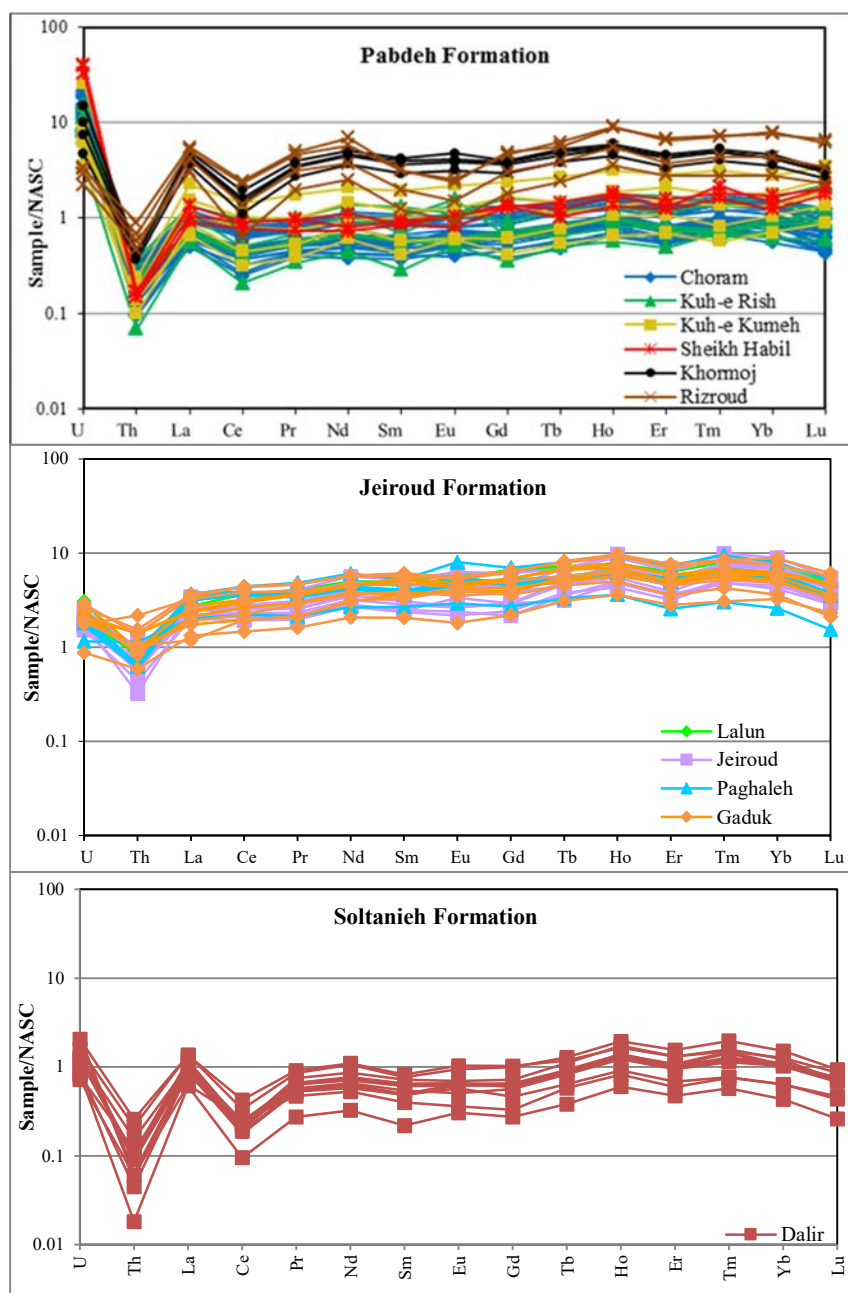 Pabdeh Formation
Sample/NASC
100
10
1
0.1
0.01
U Th La Ce Pr Nd Sm Eu Gd Tb Ho Er Tm Yb Lu
Choram
Kuh-e Rish
Kuh-e Kumeh
Sheikh Habil
Khormoj
Rizroud
Jeiroud Formation
Sample/NASC
100
10
1
0.1
0.01
U Th La Ce Pr Nd Sm Eu Gd Tb Ho Er Tm Yb Lu
Lalun
Jeiroud
Paghaleh
Gaduk
Soltanieh Formation
Sample/NASC
100
10
1
0.1
0.01
U Th La Ce Pr Nd Sm Eu Gd Tb Ho Er Tm Yb Lu
Dalir